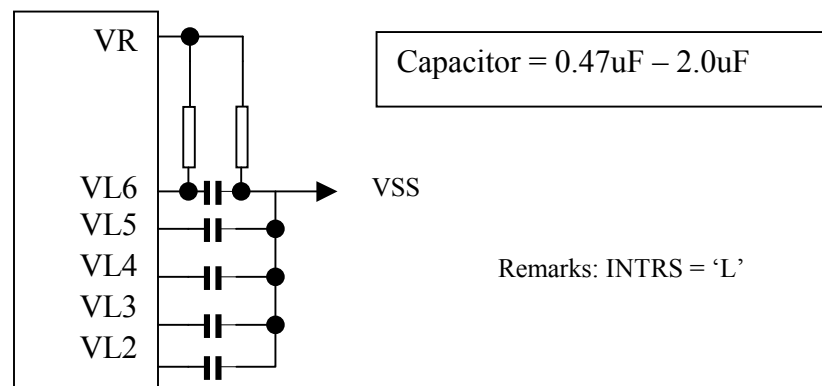 VR
Capacitor = 0.47uF – 2.0uF
VL6
VSS
VL5
VL4
Remarks: INTRS = ‘L’
VL3
VL2